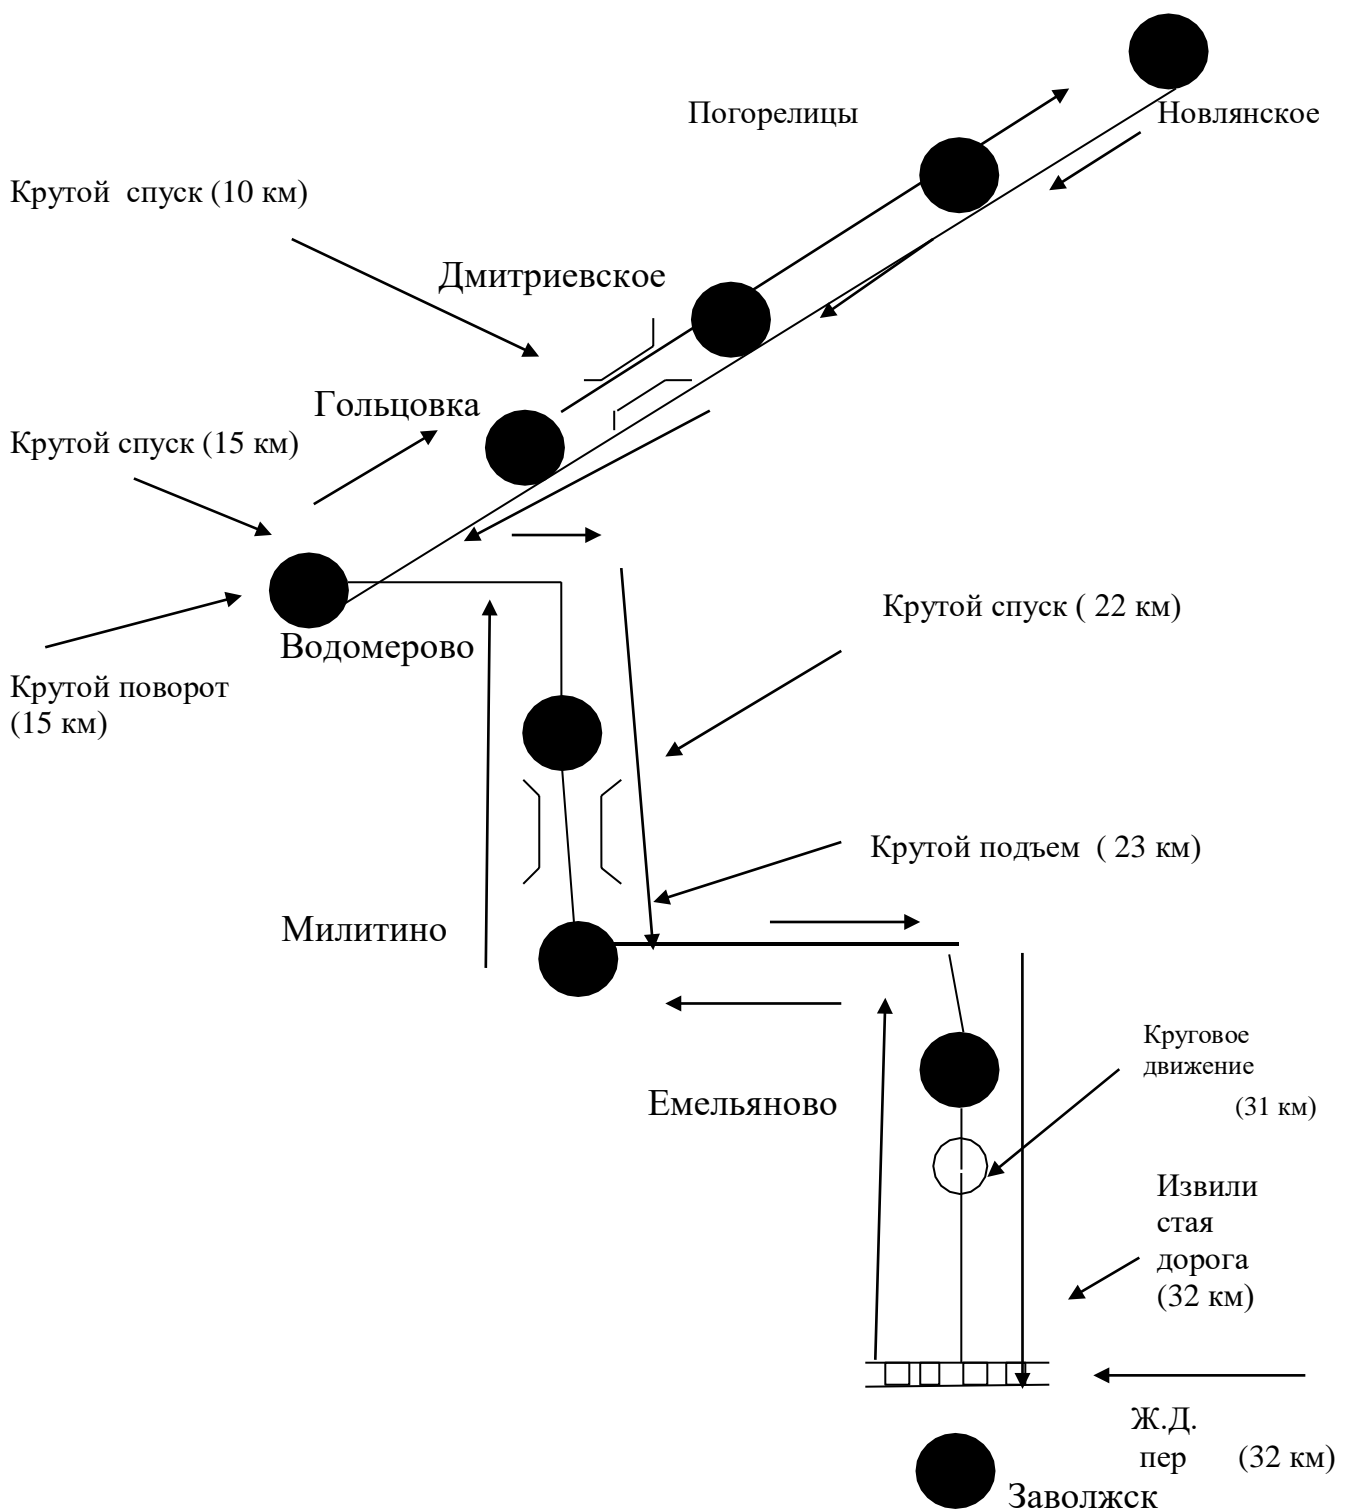 Погорелицы
Новлянское
Крутой спуск (10 км)
Дмитриевское
Гольцовка
Крутой спуск (15 км)
Крутой спуск ( 22 км)
Водомерово
Крутой поворот
(15 км)
Крутой подъем ( 23 км)
Милитино
Круговое
движение
(31 км)
Емельяново
Извили
стая
дорога
(32 км)
Ж.Д.
пер (32 км)
Заволжск